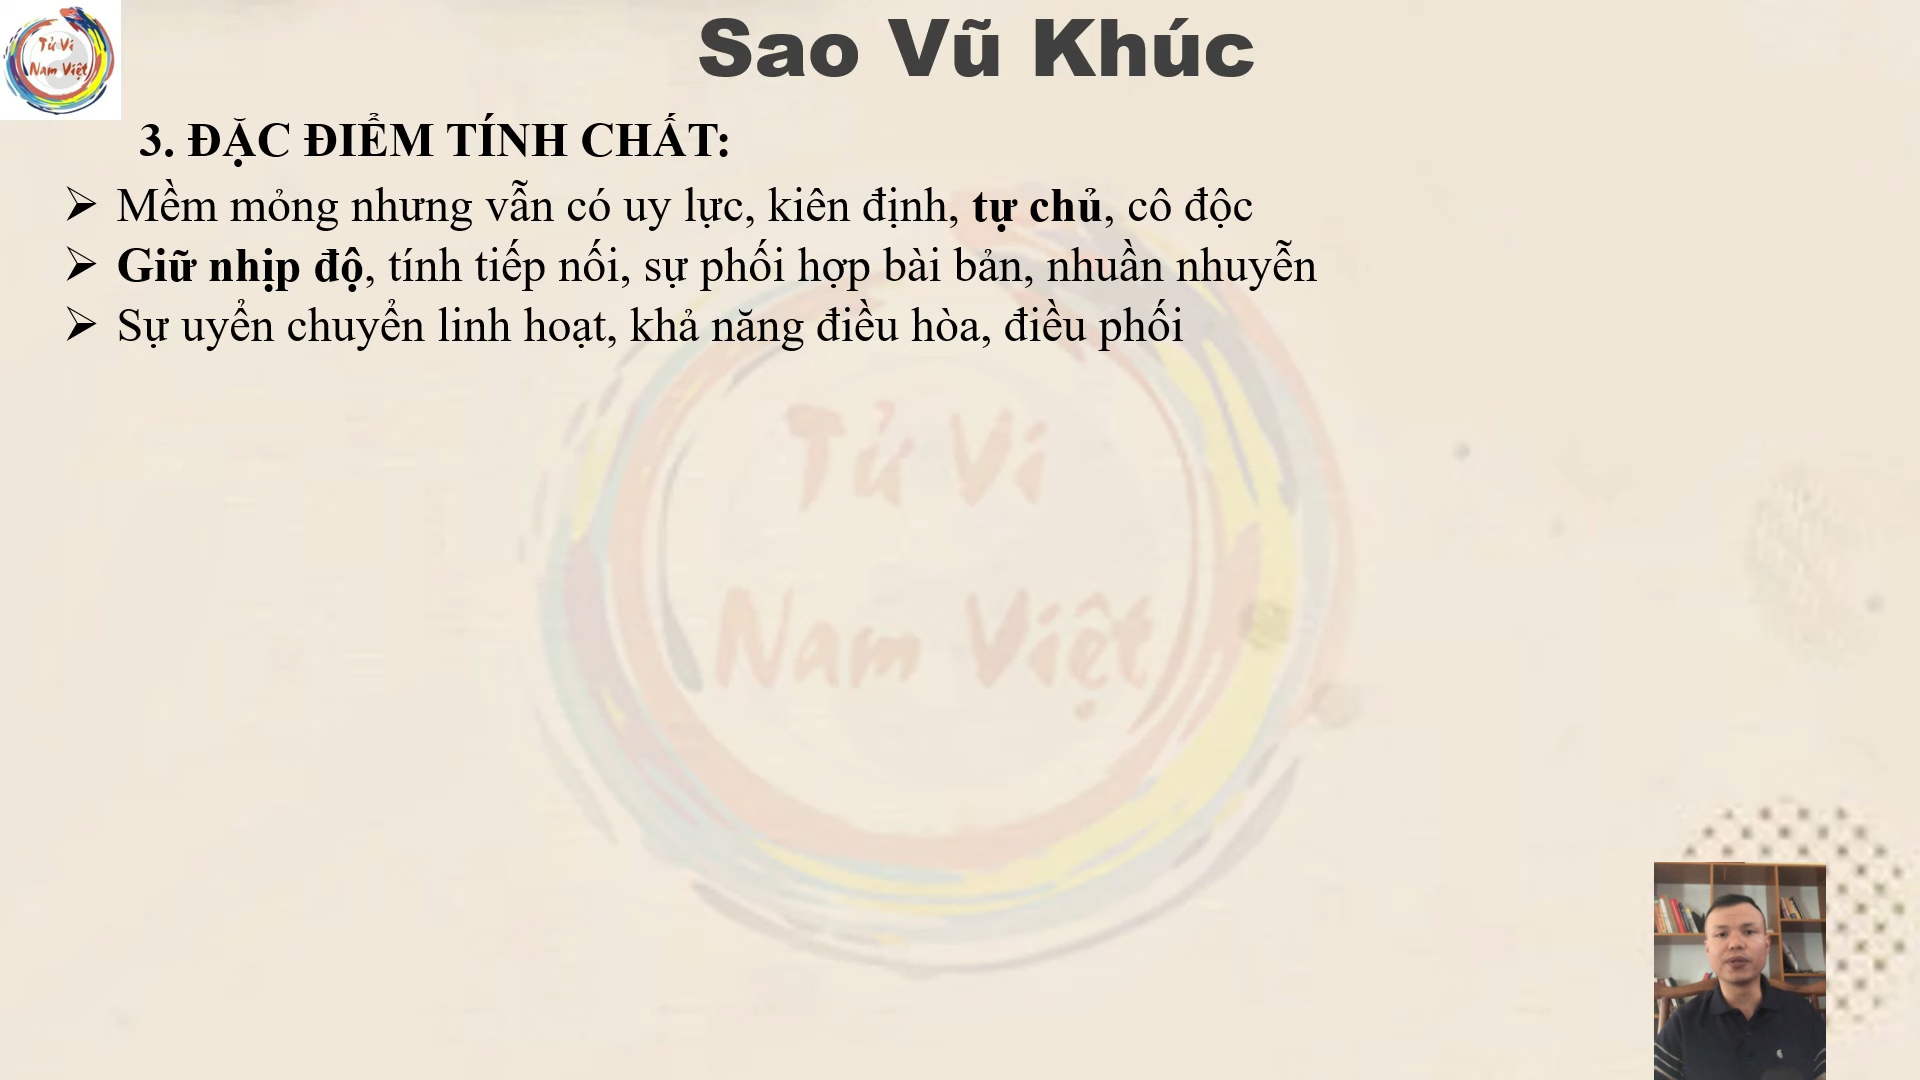 Tử Vi
Nam Việt
Sao Vũ Khúc
3. ĐẶC ĐIỂM TÍNH CHẤT:
➢ Mềm mỏng nhưng vẫn có uy lực, kiên định, tự chủ, cô độc
➢ Giữ nhịp độ, tính tiếp nối, sự phối hợp bài bản, nhuần nhuyễn
➢ Sự uyển chuyển linh hoạt, khả năng điều hòa, điều phối
Tử Vi
Nam Việt